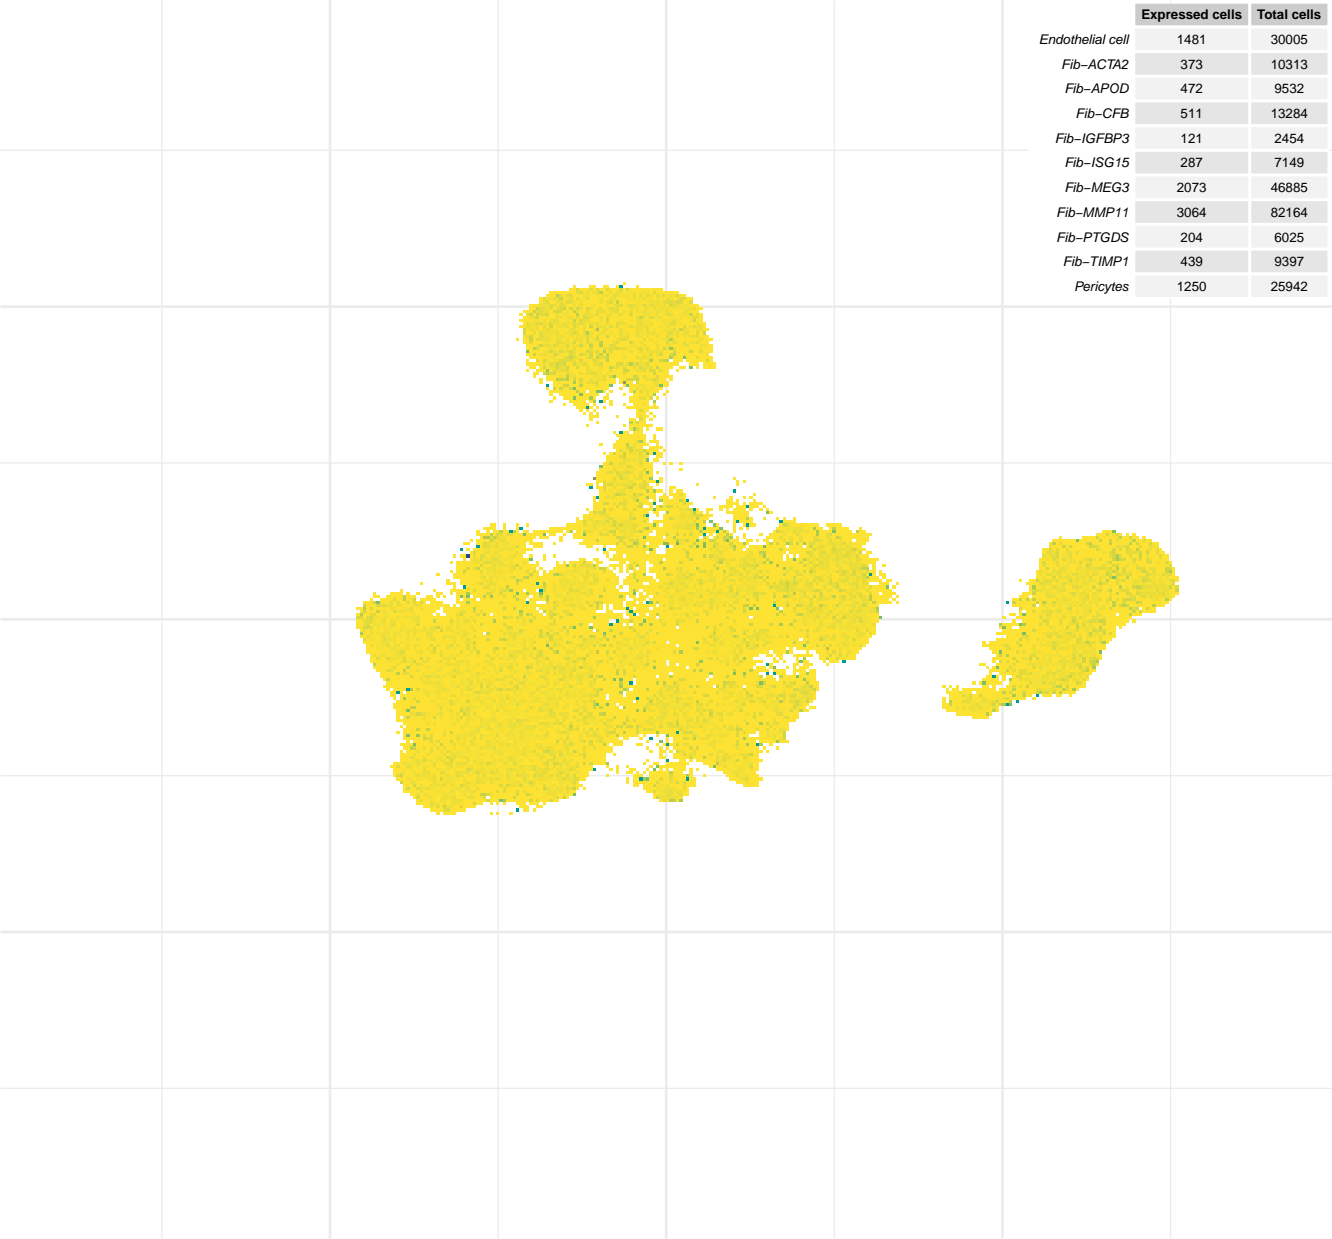 Expressed cells Total cells
Endothelial cell 1481 30005
Fib−ACTA2 373 10313
Fib−APOD 472 9532
Fib−CFB 511 13284
Fib−IGFBP3 121 2454
Fib−ISG15 287 7149
Fib−MEG3 2073 46885
Fib−MMP11 3064 82164
Fib−PTGDS 204 6025
Fib−TIMP1 439 9397
Pericytes 1250 25942